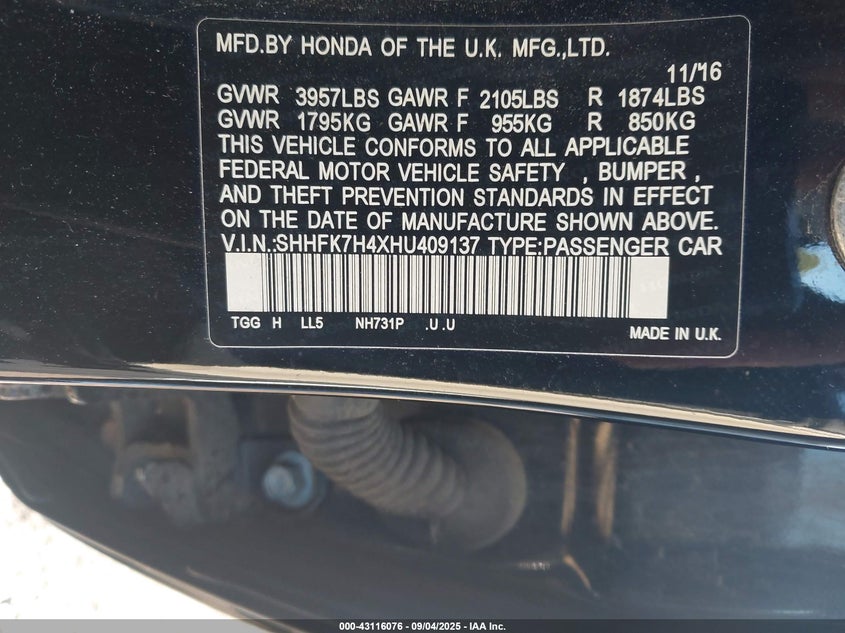 MFD.BY HONDA OF THE U.K. MFG.,LTD.
11/16
GVWR 3957LBS GAWR F 2105LBS R 1874LBS
GVWR 1795KG GAWR F 955KG R 850KG
THIS VEHICLE CONFORMS TO ALL APPLICABLE
FEDERAL MOTOR VEHICLE SAFETY , BUMPER ,
AND THEFT PREVENTION STANDARDS IN EFFECT
ON THE DATE OF MANUFACTURE SHOWN ABOVE.
V.I.N.:SHHFK7H4XHU409137 TYPE:PASSENGER CAR
TGG H LL5 NH731P .U .U
MADE IN U.K.
000-43116076 - 09/04/2025 - IAA Inc.